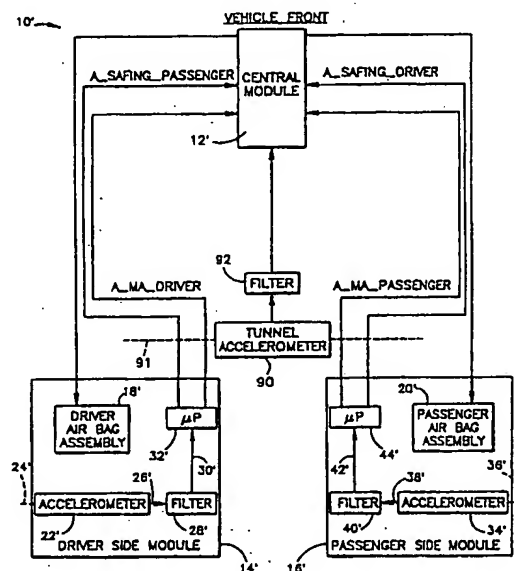 10'
VEHICLE FRONT
A_SAFING_PASSENGER
CENTRAL
MODULE
A_SAFING_DRIVER
12'
92
FILTER
A_MA_DRIVER
A_MA_PASSENGER
TUNNEL
ACCELEROMETER
91
90
18'
DRIVER
AIR BAG
ASSEMBLY
µP
32'
30'
24'
26'
ACCELEROMETER
FILTER
22'
28'
DRIVER SIDE MODULE
14'
µP
44'
20'
PASSENGER
AIR BAG
ASSEMBLY
42'
38'
36'
FILTER
ACCELEROMETER
40'
34'
PASSENGER SIDE MODULE
16'